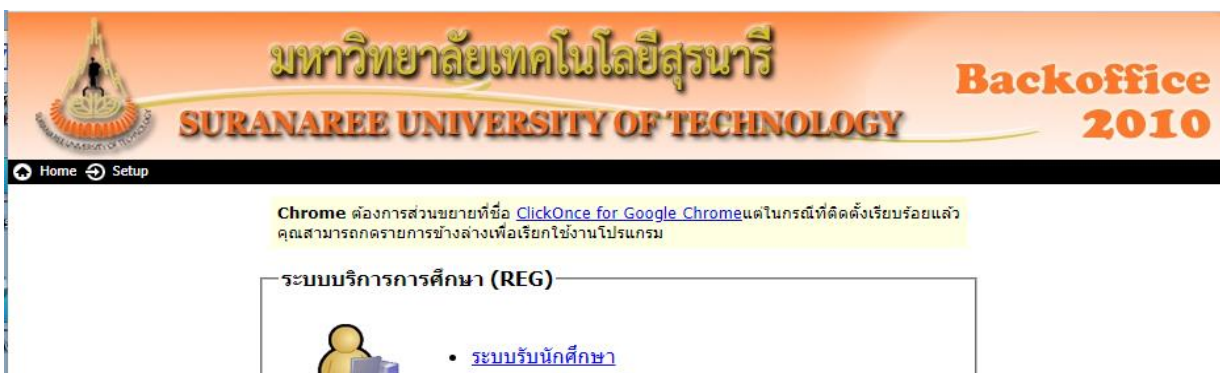 มหาวิทยาลัยเทคโนโลยีสุรนารี
SURANAREE UNIVERSITY OF TECHNOLOGY
Backoffice
2010
Home Setup
Chrome ต้องการส่วนขยายที่ชื่อ ClickOnce for Google Chromeแต่ในกรณีที่ติดตั้งเรียบร้อยแล้ว
คุณสามารถกดรายการข้างล่างเพื่อเรียกใช้งานโปรแกรม
ระบบบริการการศึกษา (REG)
• ระบบรับนักศึกษา